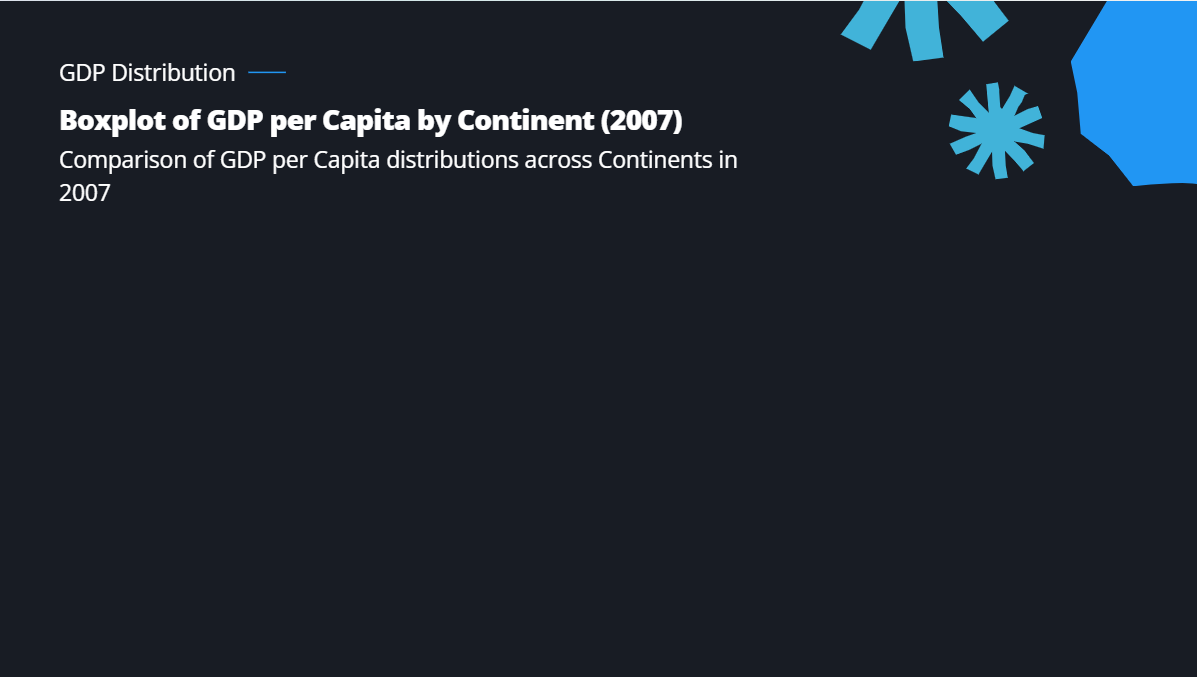 GDP Distribution
Boxplot of GDP per Capita by Continent (2007)
Comparison of GDP per Capita distributions across Continents in
2007